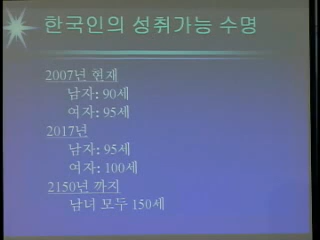 한국인의 성취가능 수명
2007년 현재
남자: 90세
여자: 95세
2017년
남자: 95세
여자: 100세
2150년 까지
남녀 모두 150세